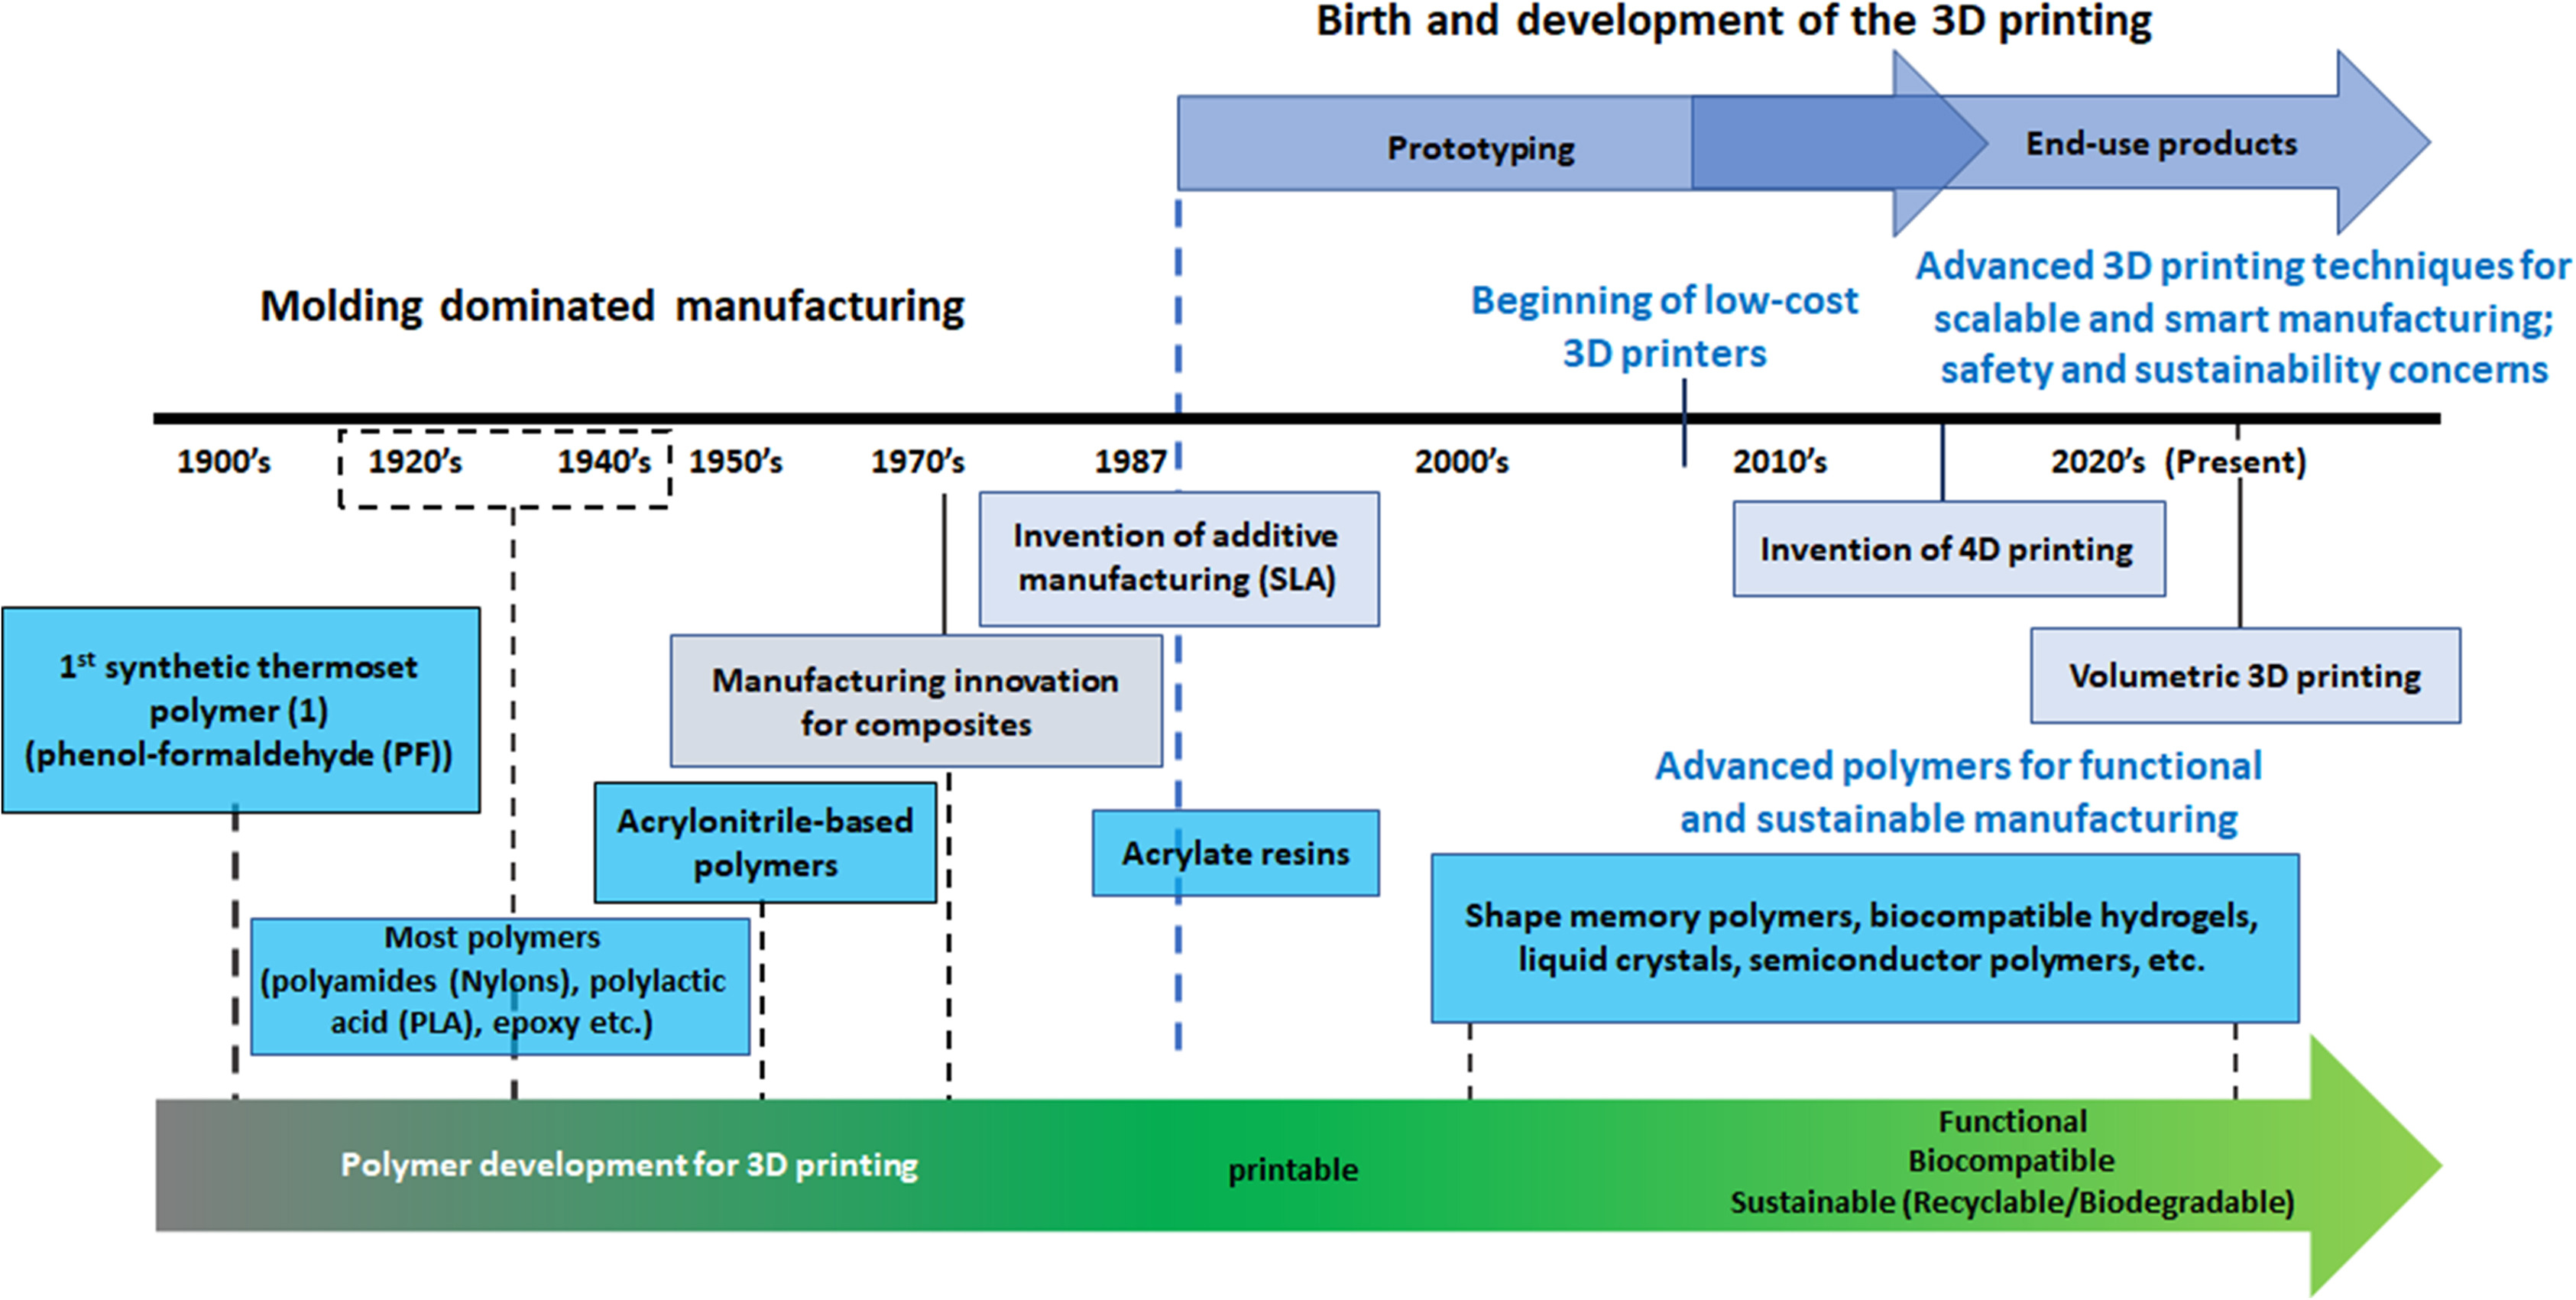 Birth and development of the 3D printing
Prototyping
End-use products
Molding dominated manufacturing
Beginning of low-cost
3D printers
Advanced 3D printing techniques for
scalable and smart manufacturing;
safety and sustainability concerns
1900’s
1920’s
1940’s
1950’s
1970’s
1987
2000’s
2010’s
2020’s (Present)
Invention of additive
manufacturing (SLA)
Invention of 4D printing
1st synthetic thermoset
polymer (1)
(phenol-formaldehyde (PF))
Manufacturing innovation
for composites
Volumetric 3D printing
Acrylonitrile-based
polymers
Acrylate resins
Advanced polymers for functional
and sustainable manufacturing
Most polymers
(polyamides (Nylons), polylactic
acid (PLA), epoxy etc.)
Shape memory polymers, biocompatible hydrogels,
liquid crystals, semiconductor polymers, etc.
Polymer development for 3D printing
printable
Functional
Biocompatible
Sustainable (Recyclable/Biodegradable)